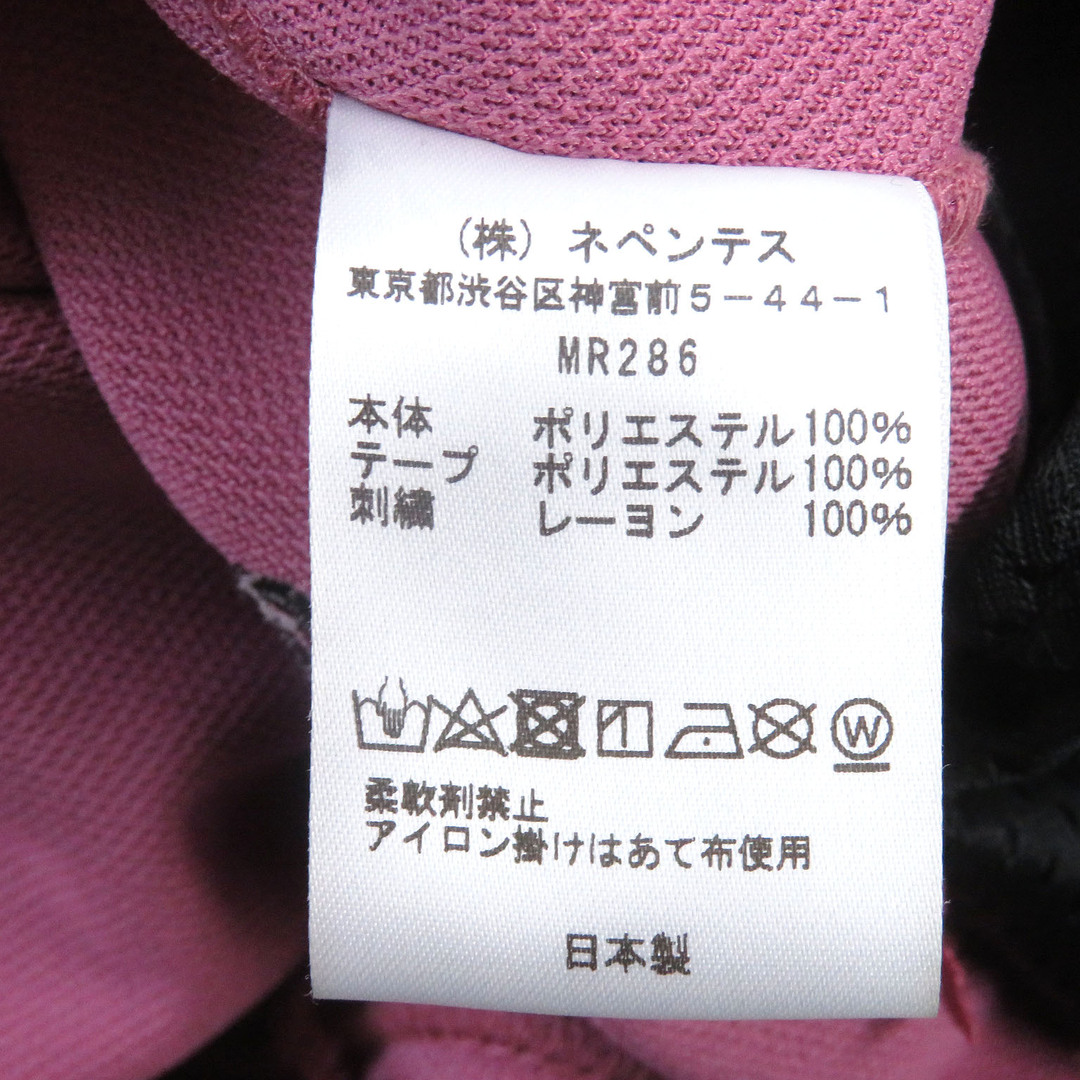 (株) ネペンテス
東京都渋谷区神宮前5-44-1
MR286
本体 ポリエステル100%
テープ ポリエステル100%
刺繍 レーヨン 100%
W
柔軟剤禁止
アイロン掛けはあて布使用
日本製